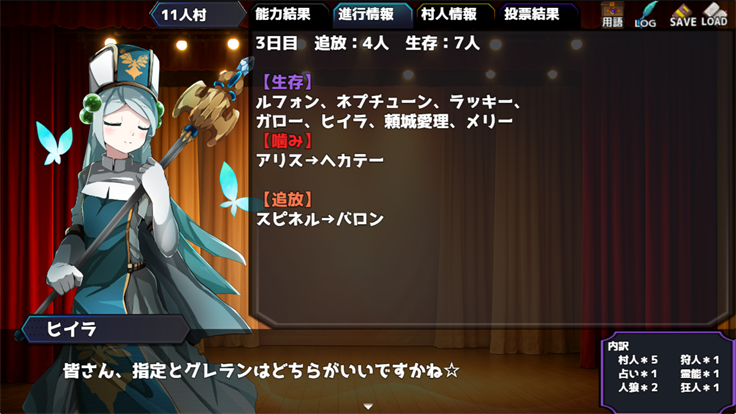 11人村
能力結果
進行情報
村人情報
投票結果
用語
LOG
SAVE
LOAD
3日目 追放：4人 生存：7人
【生存】
ルフォン、ネプチューン、ラッキー、
ガロー、ヒイラ、頼城愛理、メリー
【噛み】
アリス→ヘカテー
【追放】
スピネル→バロン
ヒイラ
皆さん、指定とグレランはどちらがいいですかね☆
内訳
村人＊5 狩人＊1
占い＊1 霊能＊1
人狼＊2 狂人＊1